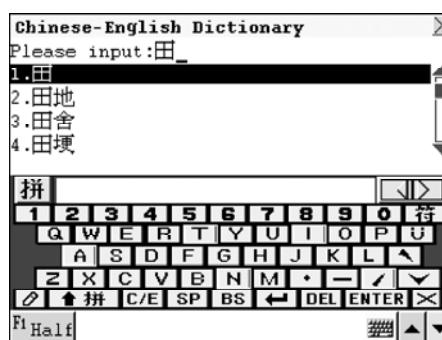 Chinese-English Dictionary
Please input:田_
1.田
2.田地
3.田舍
4.田埂
拼
1 2 3 4 5 6 7 8 9 0 符
Q W E R T Y U I O P Ü
A S D F G H J K L
Z X C V B N M · — /
拼 C/E SP BS DEL ENTER
F1 Half